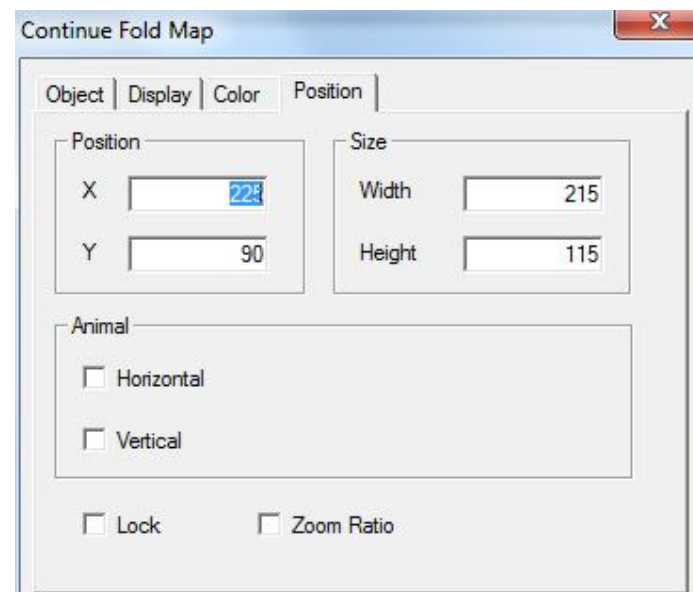 Continue Fold Map
Object Display Color Position
Position
X 225
Y 90
Size
Width 215
Height 115
Animal
Horizontal
Vertical
Lock Zoom Ratio